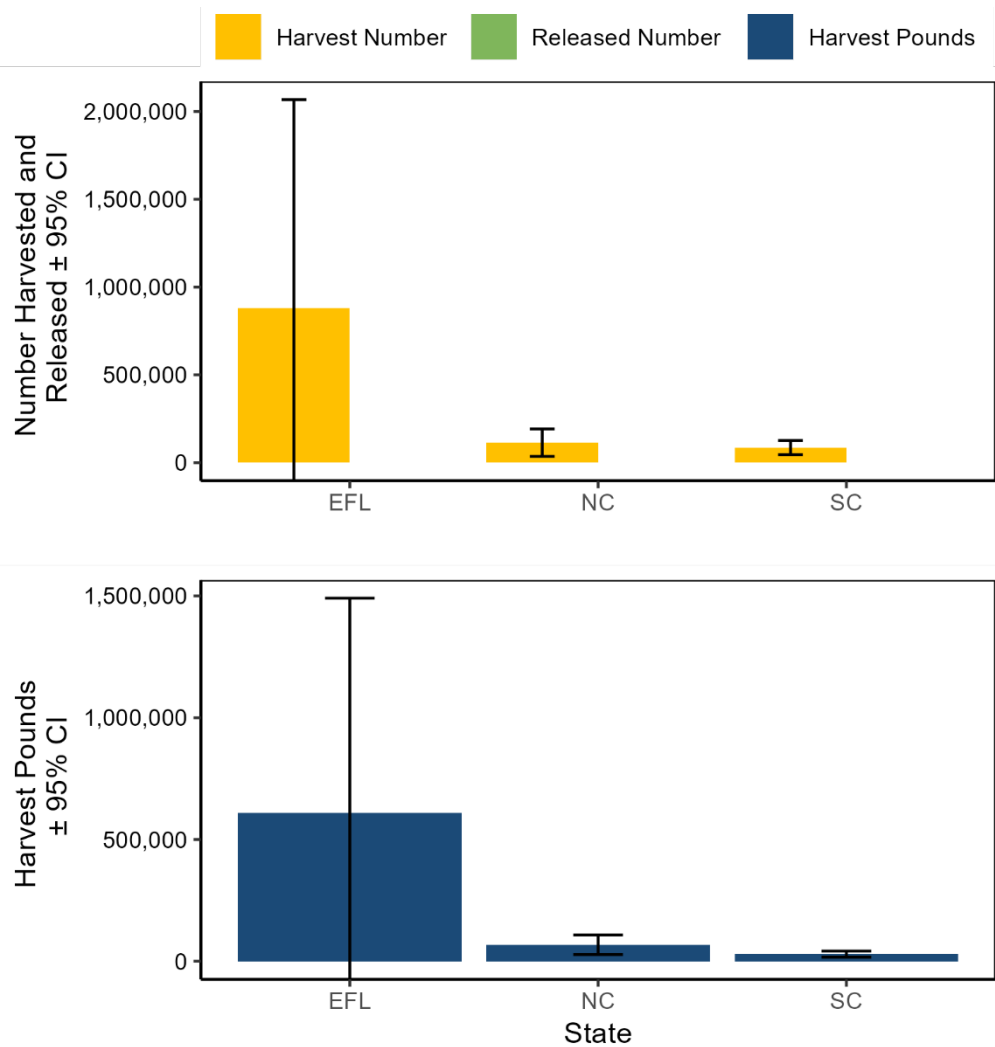 Harvest Number Released Number Harvest Pounds
Number Harvested and
Released ± 95% CI
2,000,000
1,500,000
1,000,000
500,000
0
EFL NC SC
Harvest Pounds
± 95% CI
1,500,000
1,000,000
500,000
0
EFL NC SC
State